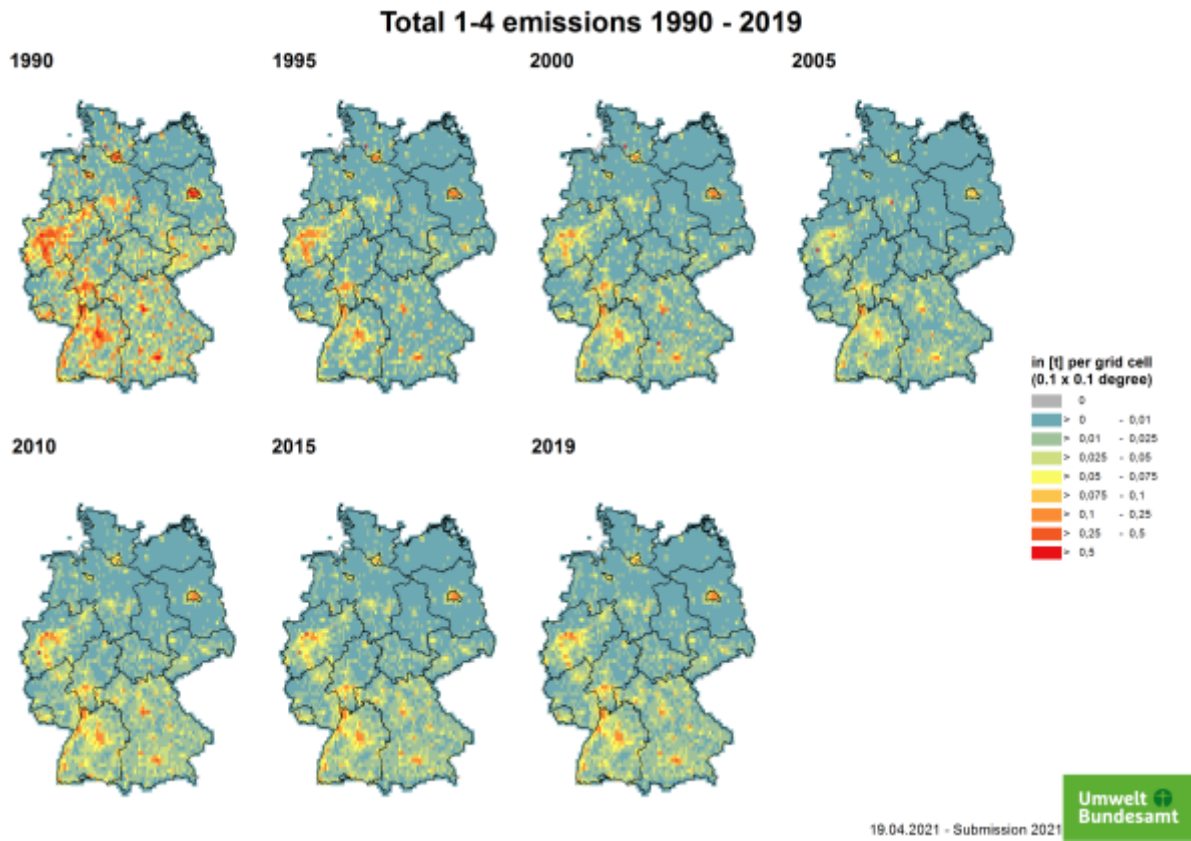 Total 1-4 emissions 1990 - 2019
1990
1995
2000
2005
2010
2015
2019
in [t] per grid cell
(0.1 x 0.1 degree)
0
> 0 - 0,01
> 0,01 - 0,025
> 0,025 - 0,05
> 0,05 - 0,075
> 0,075 - 0,1
> 0,1 - 0,25
> 0,25 - 0,5
> 0,5
19.04.2021 - Submission 2021
Umwelt
Bundesamt